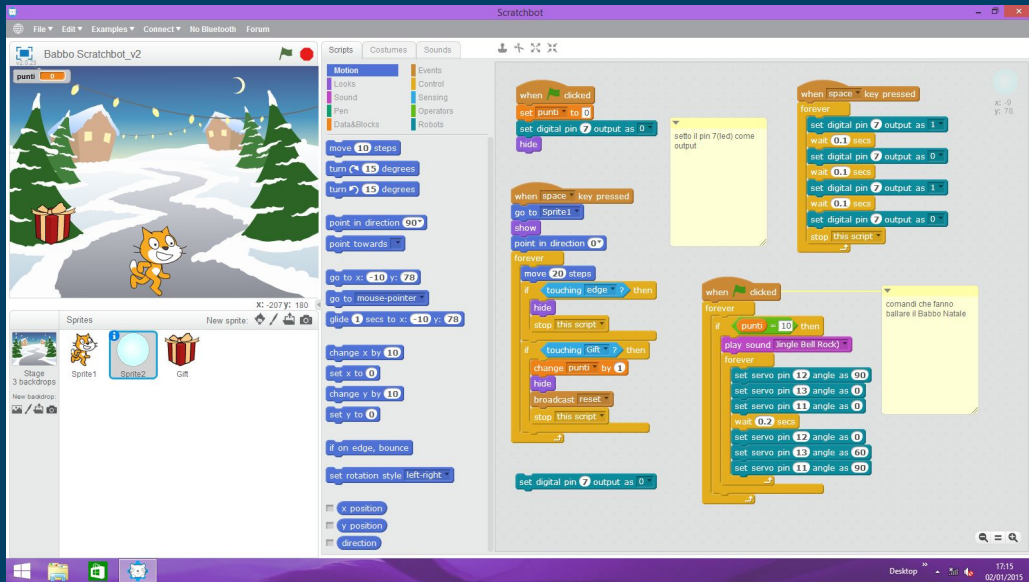 Scratchbot
File Edit Examples Connect No Bluetooth Forum
Babbo Scratchbot_v2
v2.0.23
punti 0
X: -207 Y: 180
Sprites New sprite:
Stage
3 backdrops
New backdrop:
Sprite1
Sprite2
Gift
Scripts Costumes Sounds
Motion Events
Looks Control
Sound Sensing
Pen Operators
Data&Blocks Robots
move 10 steps
turn 15 degrees
turn 15 degrees
point in direction 90
point towards
go to x: -10 y: 78
go to mouse-pointer
glide 1 secs to x: -10 y: 78
change x by 10
set x to 0
change y by 10
set y to 0
if on edge, bounce
set rotation style left-right
x position
y position
direction
when clicked
set punti to 0
set digital pin 7 output as 0
hide
setto il pin 7(led) come
output
when space key pressed
go to Sprite1
show
point in direction 0
forever
move 20 steps
if touching edge ? then
hide
stop this script
if touching Gift ? then
change punti by 1
hide
broadcast reset
stop this script
set digital pin 7 output as 0
when space key pressed
forever
set digital pin 7 output as 1
wait 0.1 secs
set digital pin 7 output as 0
wait 0.1 secs
set digital pin 7 output as 1
wait 0.1 secs
set digital pin 7 output as 0
stop this script
x: -9
y: 78
when clicked
forever
if punti = 10 then
play sound Jingle Bell Rock)
forever
set servo pin 12 angle as 90
set servo pin 13 angle as 0
set servo pin 11 angle as 0
wait 0.2 secs
set servo pin 12 angle as 0
set servo pin 13 angle as 60
set servo pin 11 angle as 90
comandi che fanno
ballare il Babbo Natale
Desktop
17:15
02/01/2015